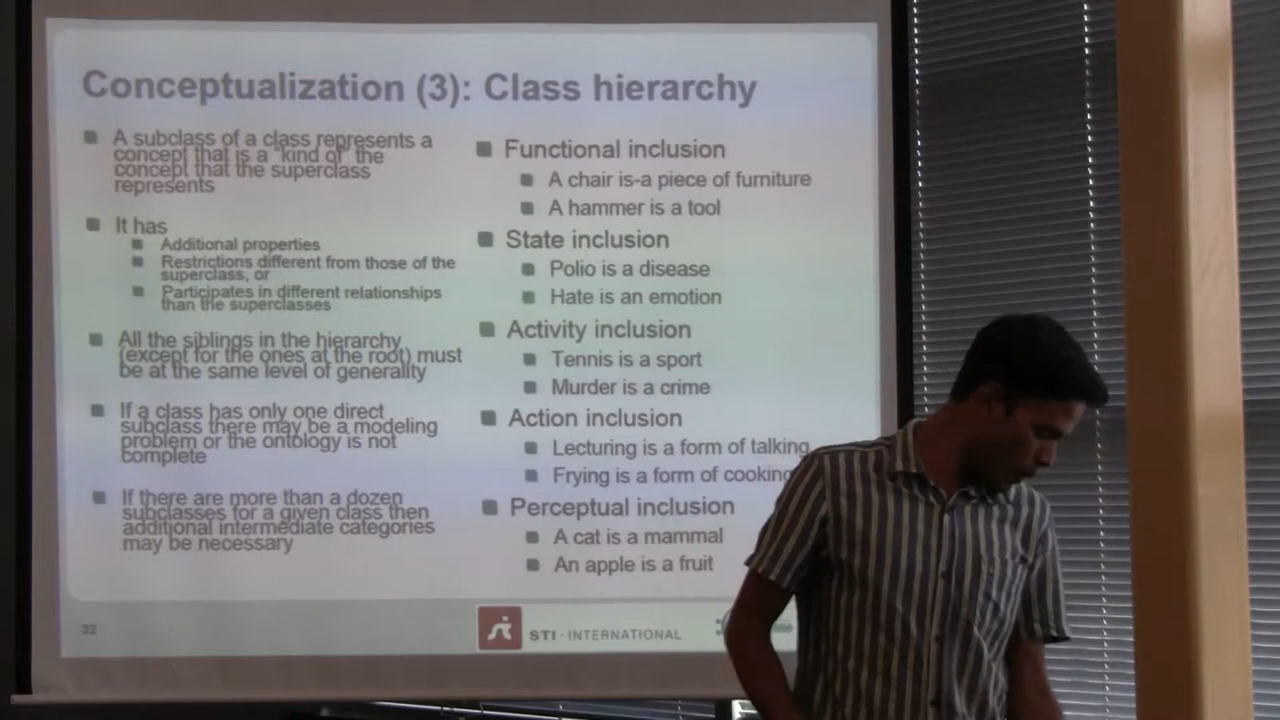 Conceptualization (3): Class hierarchy
A subclass of a class represents a
concept that is a "kind of" the
concept that the superclass
represents
It has
Additional properties
Restrictions different from those of the
superclass, or
Participates in different relationships
than the superclasses
All the siblings in the hierarchy
(except for the ones at the root) must
be at the same level of generality
If a class has only one direct
subclass there may be a modeling
problem or the ontology is not
complete
If there are more than a dozen
subclasses for a given class then
additional intermediate categories
may be necessary
Functional inclusion
A chair is-a piece of furniture
A hammer is a tool
State inclusion
Polio is a disease
Hate is an emotion
Activity inclusion
Tennis is a sport
Murder is a crime
Action inclusion
Lecturing is a form of talking
Frying is a form of cooking
Perceptual inclusion
A cat is a mammal
An apple is a fruit
32
STI · INTERNATIONAL